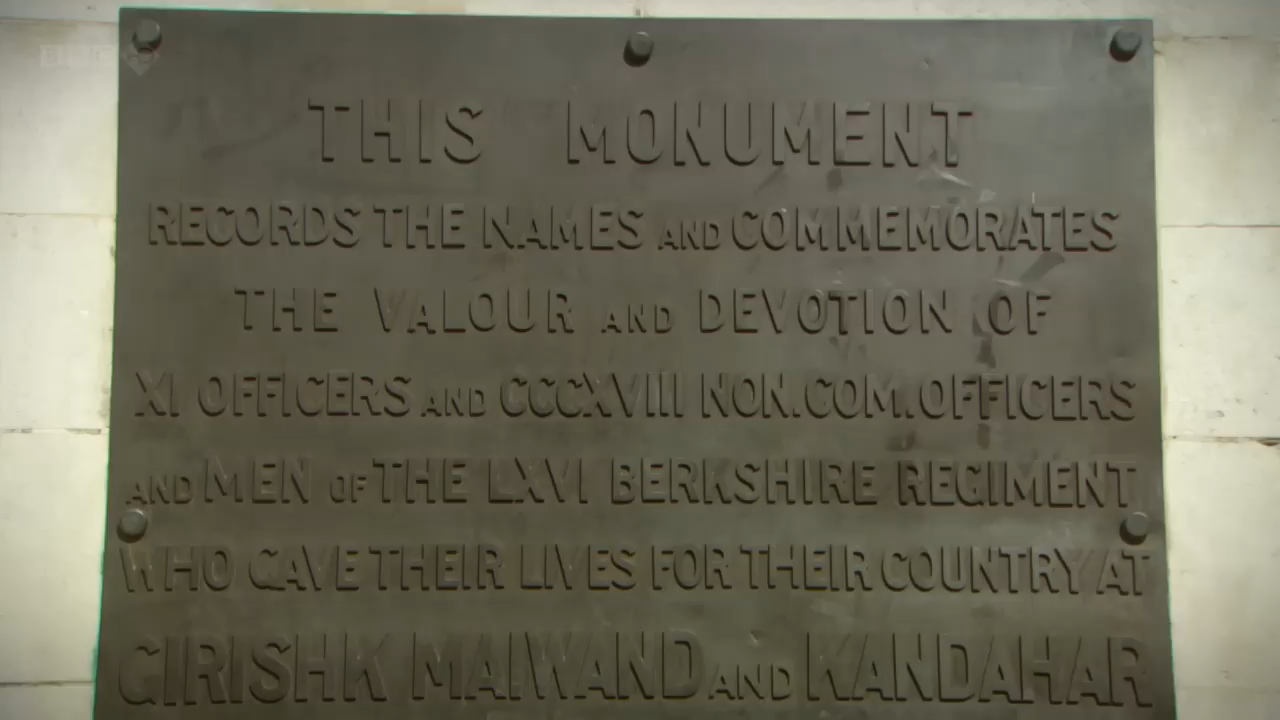 BBC
THIS MONUMENT
RECORDS THE NAMES AND COMMEMORATES
THE VALOUR AND DEVOTION OF
XI OFFICERS AND CCCXVIII NON.COM.OFFICERS
AND MEN OF THE LXVI BERKSHIRE REGIMENT
WHO GAVE THEIR LIVES FOR THEIR COUNTRY AT
GIRISHK MAIWAND AND KANDAHAR